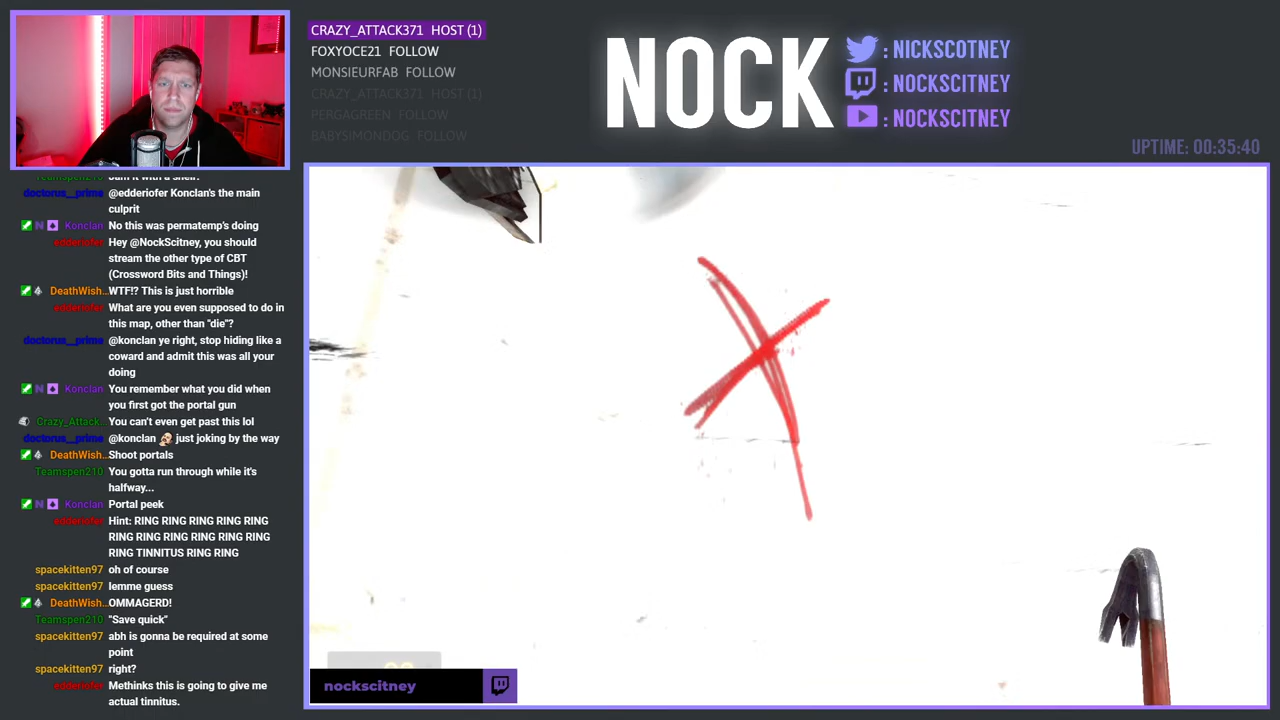 CRAZY_ATTACK371 HOST (1)
FOXYOCE21 FOLLOW
MONSIEURFAB FOLLOW
CRAZY_ATTACK371 HOST (1)
PERGAGREEN FOLLOW
BABYSIMONDOG FOLLOW
NOCK
: NICKSCOTNEY
: NOCKSCITNEY
: NOCKSCITNEY
UPTIME: 00:35:40
doctorus__prime @edderiofer Konclan's the main
culprit
N Konclan No this was permatemp's doing
edderiofer Hey @NockScitney, you should
stream the other type of CBT
(Crossword Bits and Things)!
DeathWish... WTF!? This is just horrible
edderiofer What are you even supposed to do in
this map, other than "die"?
doctorus__prime @konclan ye right, stop hiding like a
coward and admit this was all your
doing
N Konclan You remember what you did when
you first got the portal gun
Crazy_Attack... You can't even get past this lol
doctorus__prime @konclan just joking by the way
DeathWish... Shoot portals
Teamspen210 You gotta run through while it's
halfway...
N Konclan Portal peek
edderiofer Hint: RING RING RING RING RING
RING RING RING RING RING RING
RING TINNITUS RING RING
spacekitten97 oh of course
spacekitten97 lemme guess
DeathWish... OMMAGERD!
Teamspen210 "Save quick"
spacekitten97 abh is gonna be required at some
point
spacekitten97 right?
edderiofer Methinks this is going to give me
actual tinnitus.
nockscitney